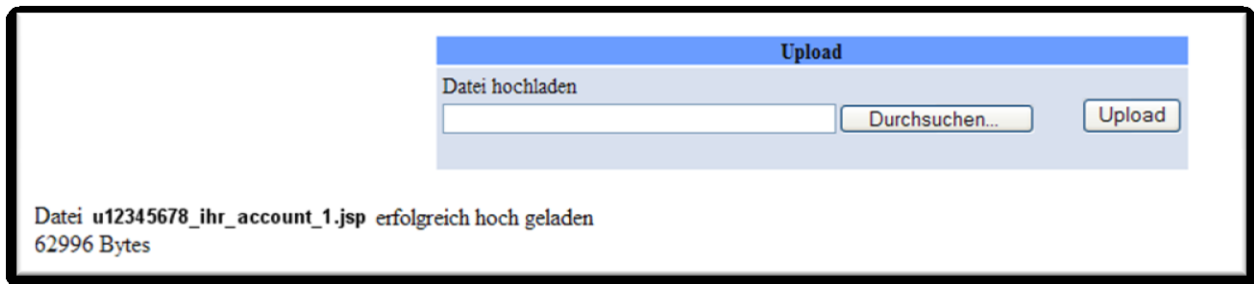 Upload
Datei hochladen
Durchsuchen... Upload
Datei u12345678_ihr_account_1.jsp erfolgreich hoch geladen
62996 Bytes